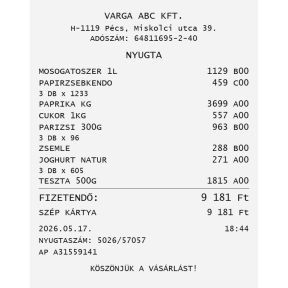 VARGA ABC KFT.
H-1119 Pécs, Miskolci utca 39.
ADÓSZÁM: 64811695-2-40
NYUGTA
MOSOGATOSZER 1L 1129 B00
PAPIRZSEBKENDO 459 C00
3 DB x 1233
PAPRIKA KG 3699 A00
CUKOR 1KG 557 A00
PARIZSI 300G 963 B00
3 DB x 96
ZSEMLE 288 B00
JOGHURT NATUR 271 A00
3 DB x 605
TESZTA 500G 1815 A00
FIZETENDŐ: 9 181 Ft
SZÉP KÁRTYA 9 181 Ft
2026.05.17. 18:44
NYUGTASZÁM: 5026/57057
AP A31559141
KÖSZÖNJÜK A VÁSÁRLÁST!